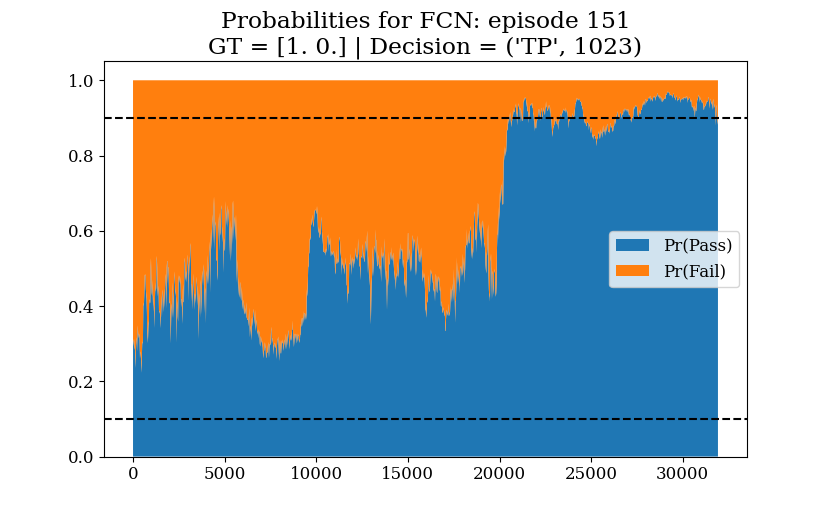 Probabilities for FCN: episode 151
GT = [1. 0.] | Decision = ('TP', 1023)
1.0
0.8
0.6
0.4
0.2
0.0
Pr(Pass)
Pr(Fail)
0 5000 10000 15000 20000 25000 30000